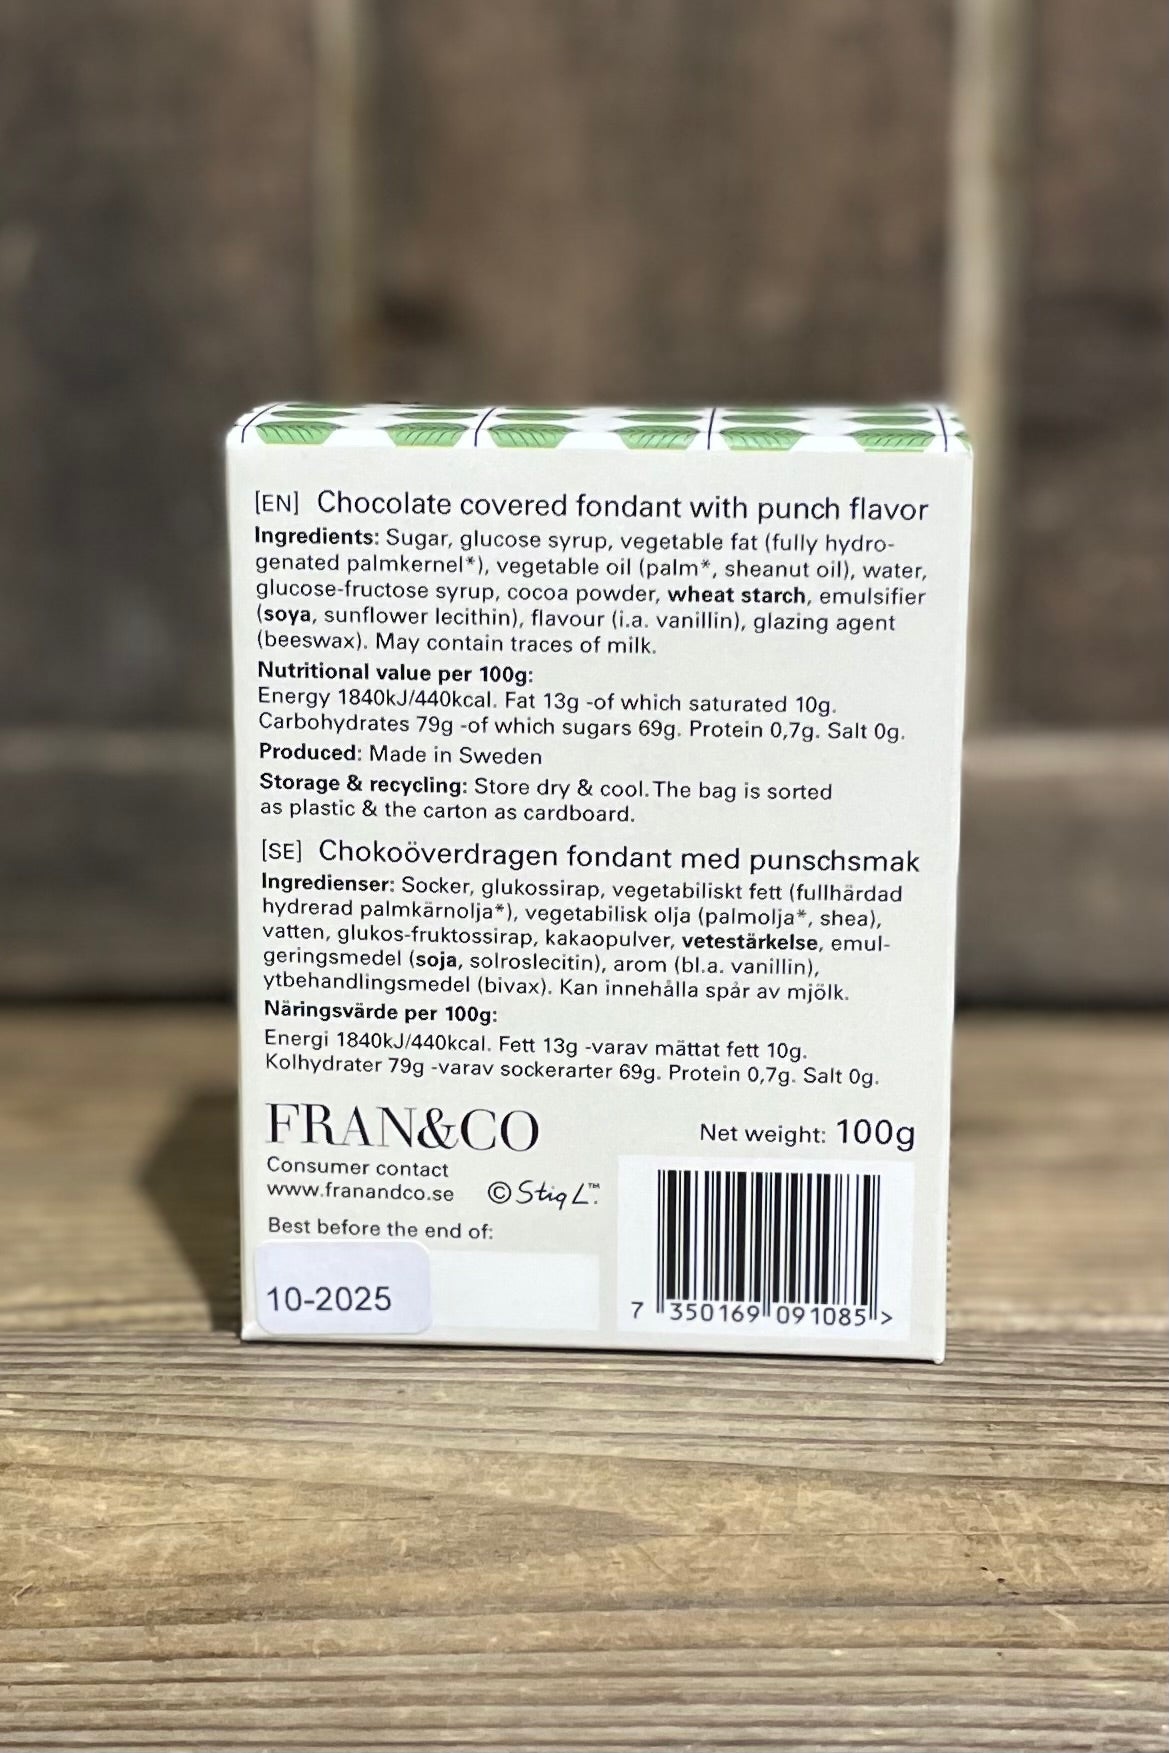 [EN] Chocolate covered fondant with punch flavor
Ingredients: Sugar, glucose syrup, vegetable fat (fully hydro-
genated palmkernel*), vegetable oil (palm*, sheanut oil), water,
glucose-fructose syrup, cocoa powder, wheat starch, emulsifier
(soya, sunflower lecithin), flavour (i.a. vanillin), glazing agent
(beeswax). May contain traces of milk.
Nutritional value per 100g:
Energy 1840kJ/440kcal. Fat 13g -of which saturated 10g.
Carbohydrates 79g -of which sugars 69g. Protein 0,7g. Salt 0g.
Produced: Made in Sweden
Storage & recycling: Store dry & cool. The bag is sorted
as plastic & the carton as cardboard.
[SE] Chokoöverdragen fondant med punschsmak
Ingredienser: Socker, glukossirap, vegetabiliskt fett (fullhärdad
hydrerad palmkärnolja*), vegetabilisk olja (palmolja*, shea),
vatten, glukos-fruktossirap, kakaopulver, vetestärkelse, emul-
geringsmedel (soja, solroslecitin), arom (bl.a. vanillin),
ytbehandlingsmedel (bivax). Kan innehålla spår av mjölk.
Näringsvärde per 100g:
Energi 1840kJ/440kcal. Fett 13g -varav mättat fett 10g.
Kolhydrater 79g -varav sockerarter 69g. Protein 0,7g. Salt 0g.
FRAN&CO
Net weight: 100g
Consumer contact
www.franandco.se
© Stig L.™
Best before the end of:
10-2025
7 350169 091085 >